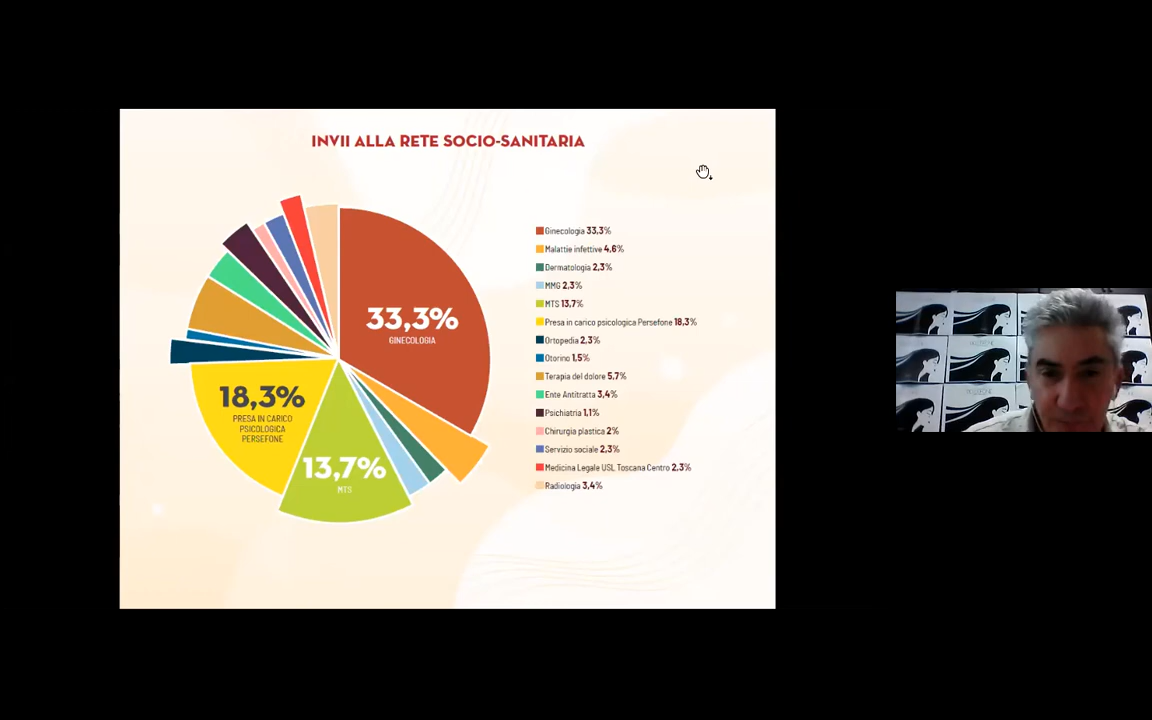 INVII ALLA RETE SOCIO-SANITARIA
33,3%
GINECOLOGIA
18,3%
PRESA IN CARICO
PSICOLOGICA
PERSEFONE
13,7%
MTS
Ginecologia 33,3%
Malattie infettive 4,6%
Dermatologia 2,3%
MMG 2,3%
MTS 13,7%
Presa in carico psicologica Persefone 18,3%
Ortopedia 2,3%
Otorino 1,5%
Terapia del dolore 5,7%
Ente Antitratta 3,4%
Psichiatria 1,1%
Chirurgia plastica 2%
Servizio sociale 2,3%
Medicina Legale USL Toscana Centro 2,3%
Radiologia 3,4%